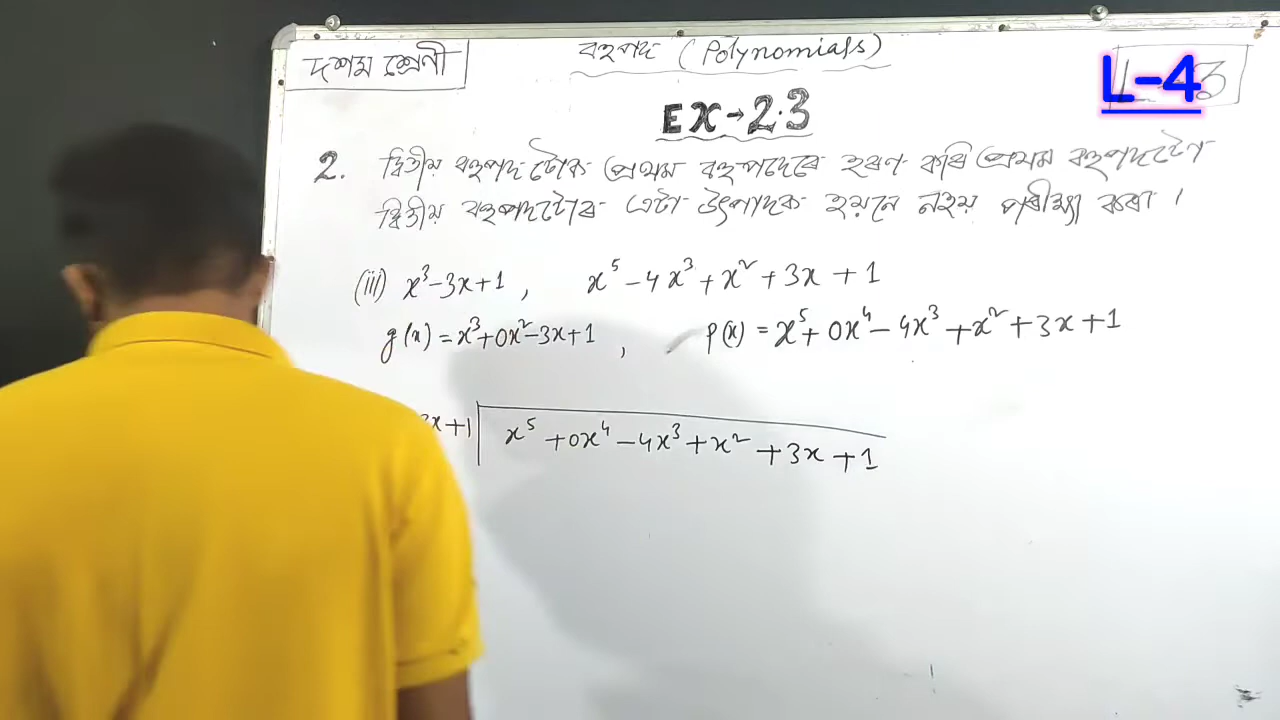 দশম শ্ৰেণী
বহুপদ (Polynomials)
L-4
EX→2.3
2. দ্বিতীয় বহুপদটোক প্ৰথম বহুপদেৰে হৰণ কৰি প্ৰথম বহুপদটো
দ্বিতীয় বহুপদটোৰ এটা উৎপাদক হয়নে নহয় পৰীক্ষা কৰা ।
(iii) x³-3x+1 , x⁵-4x³+x²+3x+1
g(x)=x³+0x²-3x+1 , p(x)=x⁵+0x⁴-4x³+x²+3x+1
x+1 x⁵+0x⁴-4x³+x²+3x+1